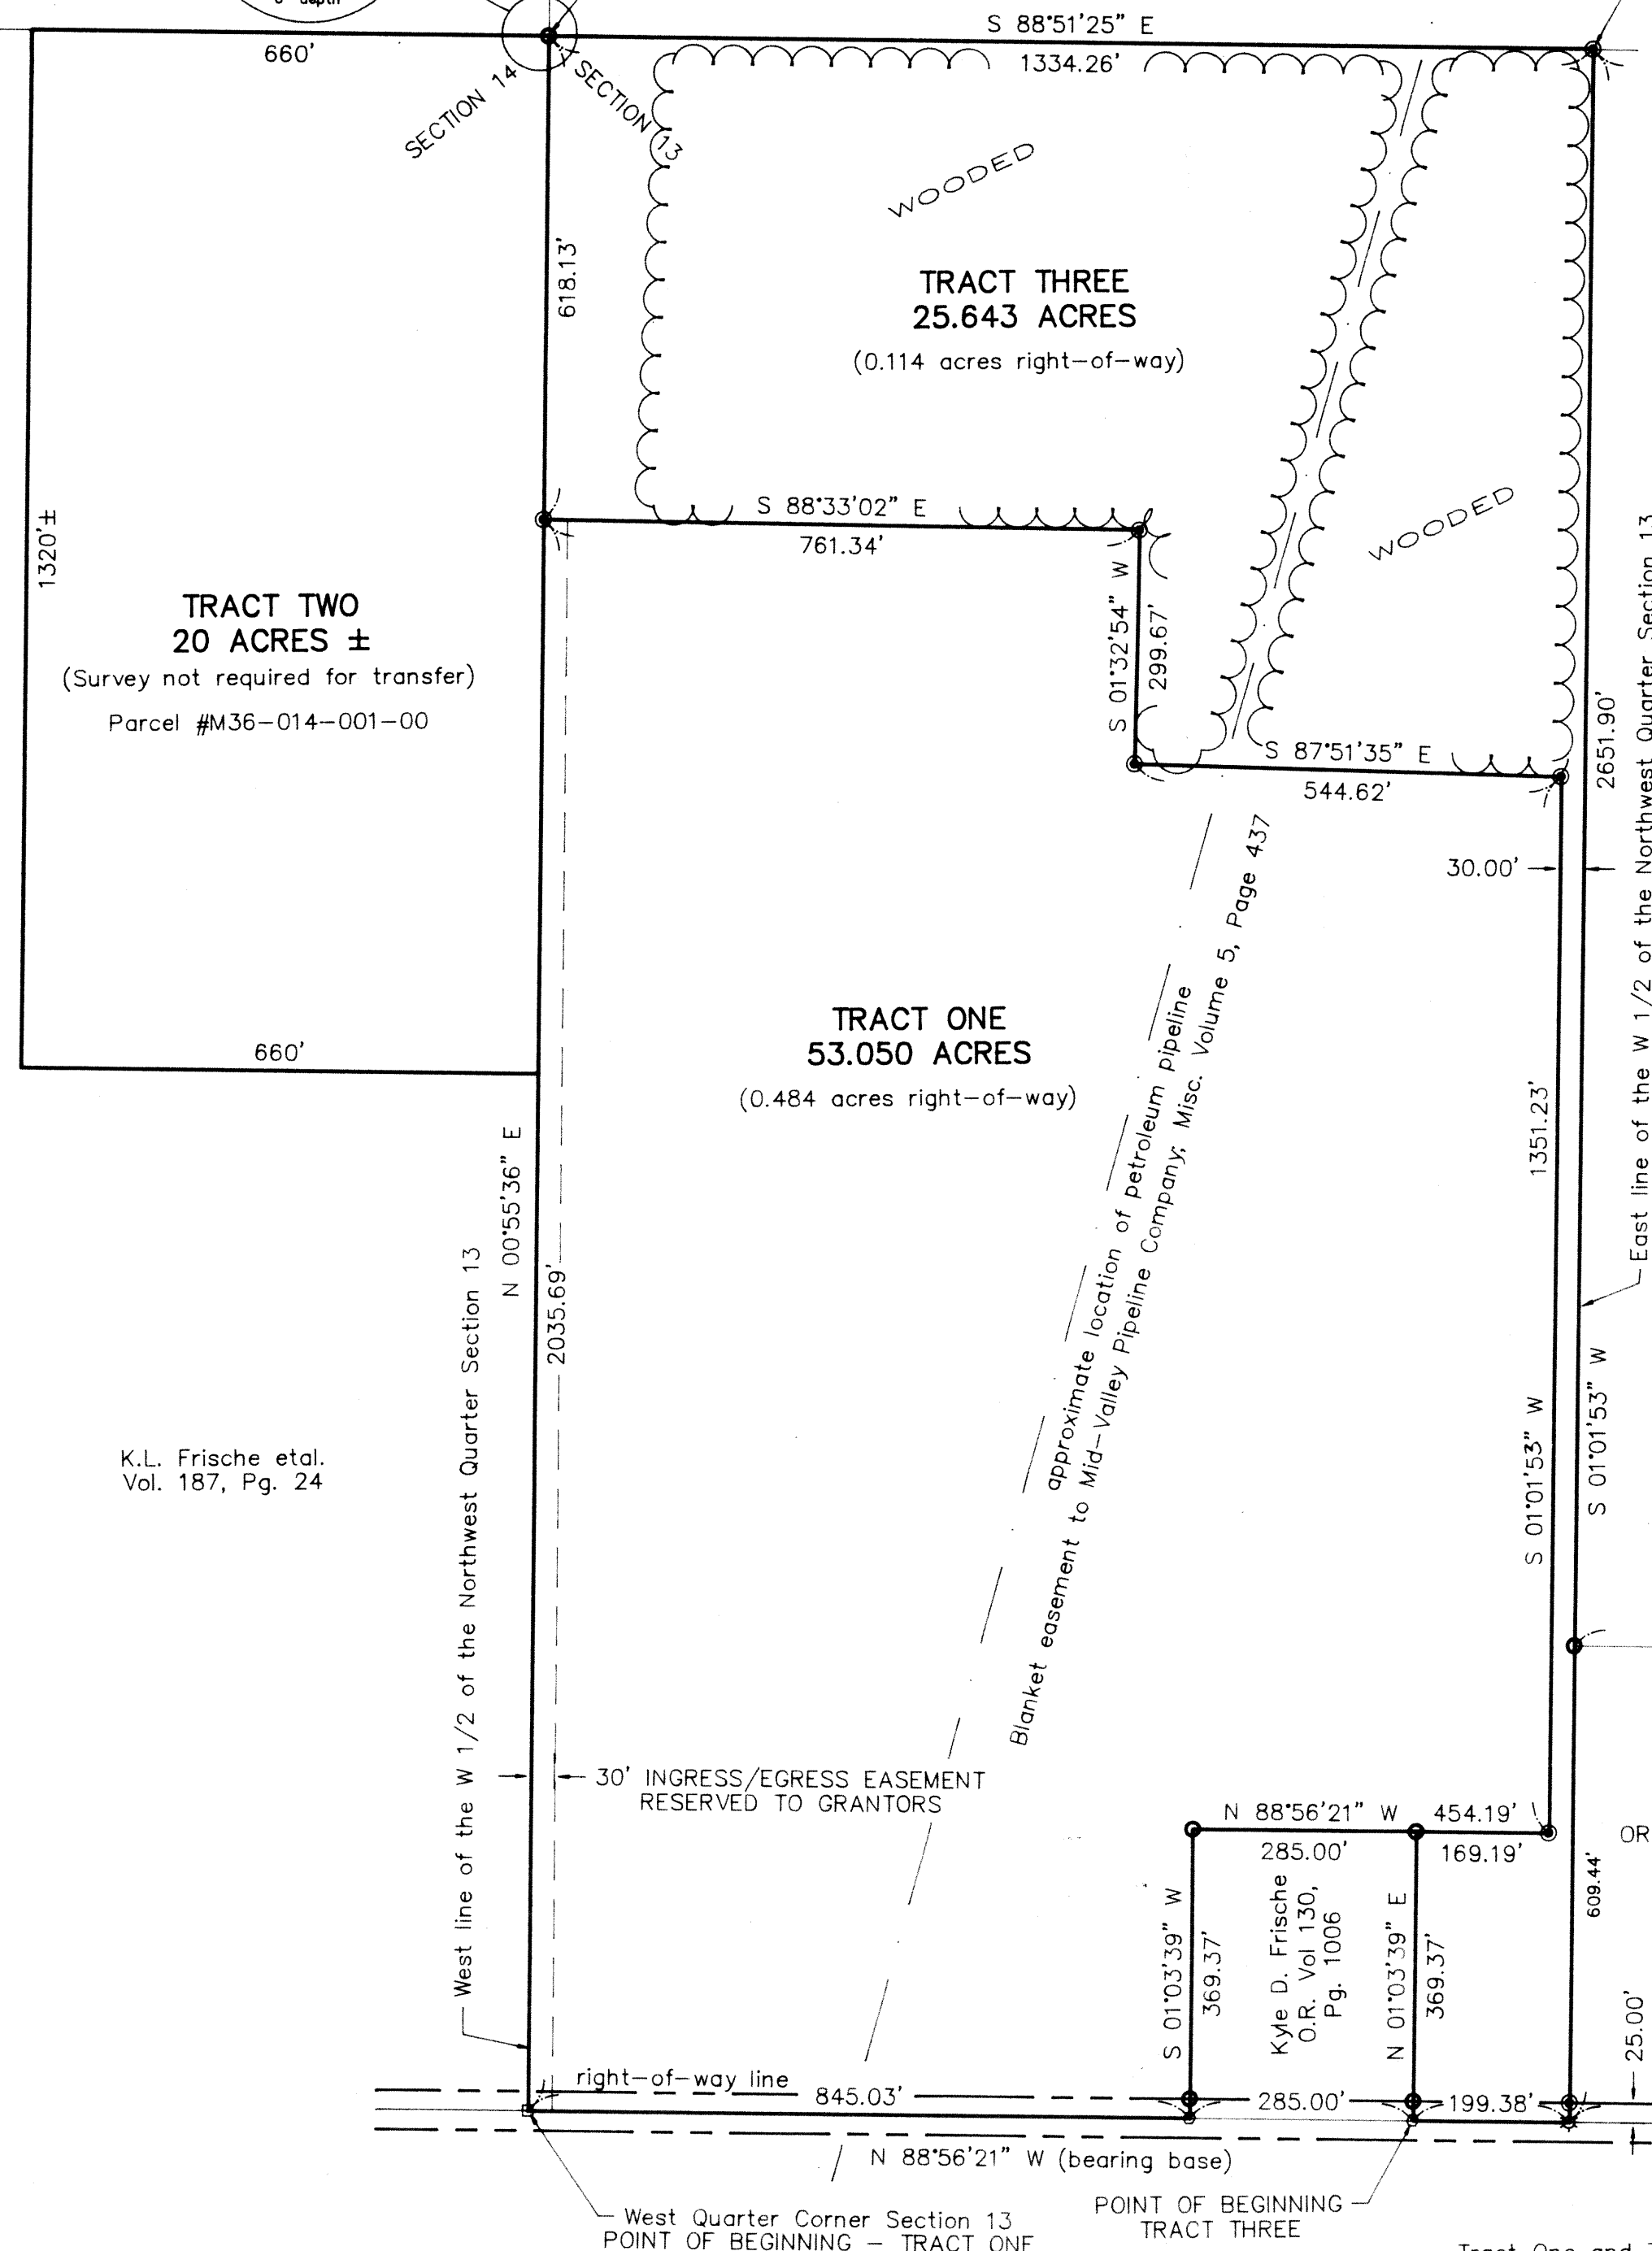 S 88°51'25" E
660'
1334.26'
SECTION 14
SECTION 13
WOODED
618.13'
TRACT THREE
25.643 ACRES
(0.114 acres right-of-way)
S 88°33'02" E
761.34'
WOODED
1320'±
S 01°32'54" W
299.67'
TRACT TWO
20 ACRES ±
(Survey not required for transfer)
Parcel #M36-014-001-00
S 87°51'35" E
544.62'
2651.90'
East line of the W 1/2 of the Northwest Quarter Section 13
30.00'
TRACT ONE
53.050 ACRES
(0.484 acres right-of-way)
660'
N 00°55'36" E
2035.69'
1351.23'
S 01°01'53" W
S 01°01'53" W
approximate location of petroleum pipeline
Blanket easement to Mid-Valley Pipeline Company; Misc. Volume 5, Page 437
West line of the W 1/2 of the Northwest Quarter Section 13
K.L. Frische etal.
Vol. 187, Pg. 24
30' INGRESS/EGRESS EASEMENT
RESERVED TO GRANTORS
N 88°56'21" W
454.19'
285.00'
169.19'
OR
609.44'
S 01°03'39" W
369.37'
Kyle D. Frische
O.R. Vol 130,
Pg. 1006
N 01°03'39" E
369.37'
25.00'
right-of-way line
845.03'
285.00'
199.38'
N 88°56'21" W (bearing base)
West Quarter Corner Section 13
POINT OF BEGINNING - TRACT ONE
POINT OF BEGINNING
TRACT THREE
Tract One and